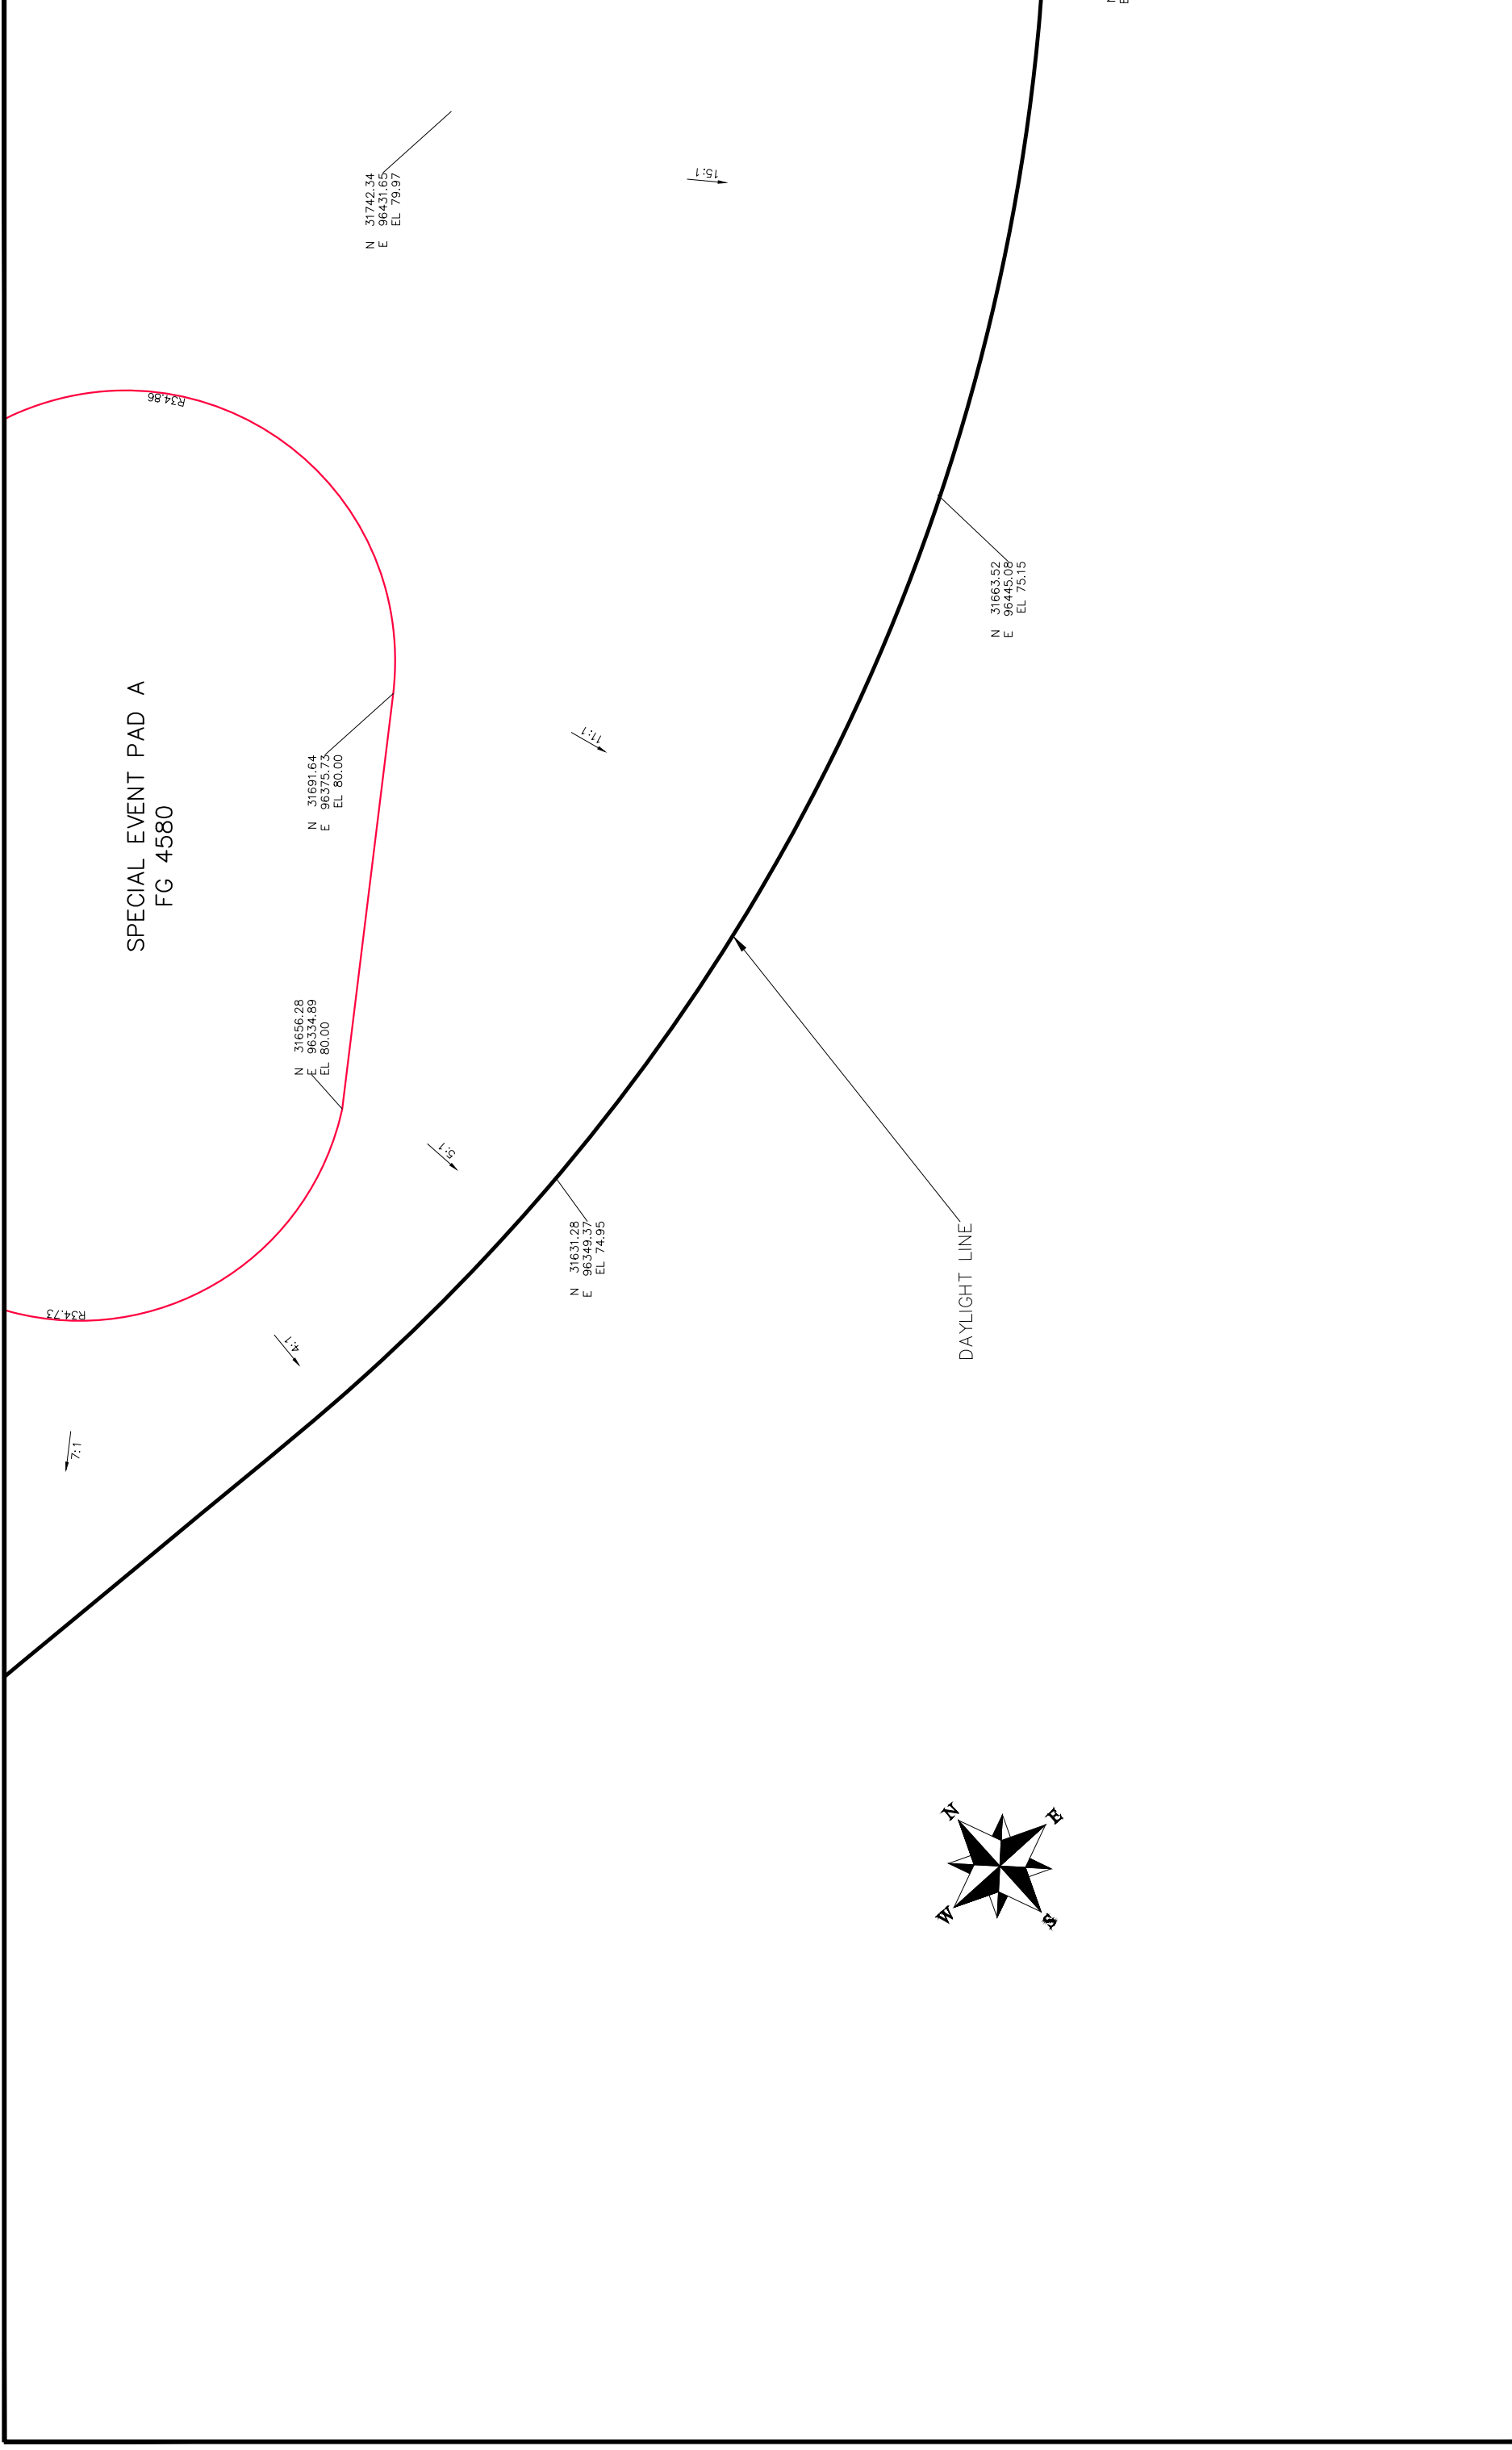 N 31742.34
E 96431.65
EL 79.97
15:1
R34.86
N 31663.52
E 96445.08
EL 75.15
SPECIAL EVENT PAD A
FG 4580
N 31691.64
E 96375.73
EL 80.00
11:1
N 31656.28
E 96334.89
EL 80.00
5:1
N 31631.28
E 96349.37
EL 74.95
DAYLIGHT LINE
R34.73
4:1
7:1
N
E
W
S